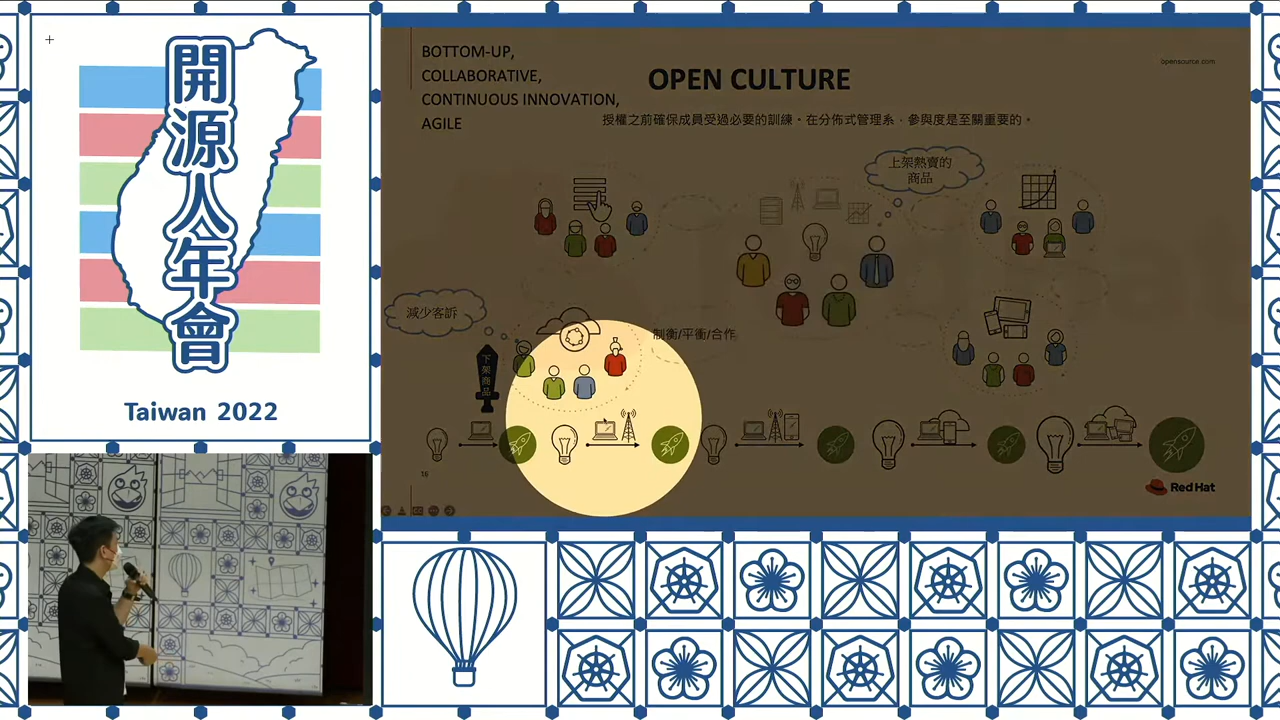 開源人年會
Taiwan 2022
BOTTOM-UP,
COLLABORATIVE,
CONTINUOUS INNOVATION,
AGILE
OPEN CULTURE
opensource.com
授權之前確保成員受過必要的訓練。在分佈式管理系，參與度是至關重要的。
上架熱賣的
商品
減少客訴
制衡/平衡/合作
下架商品
16
Red Hat